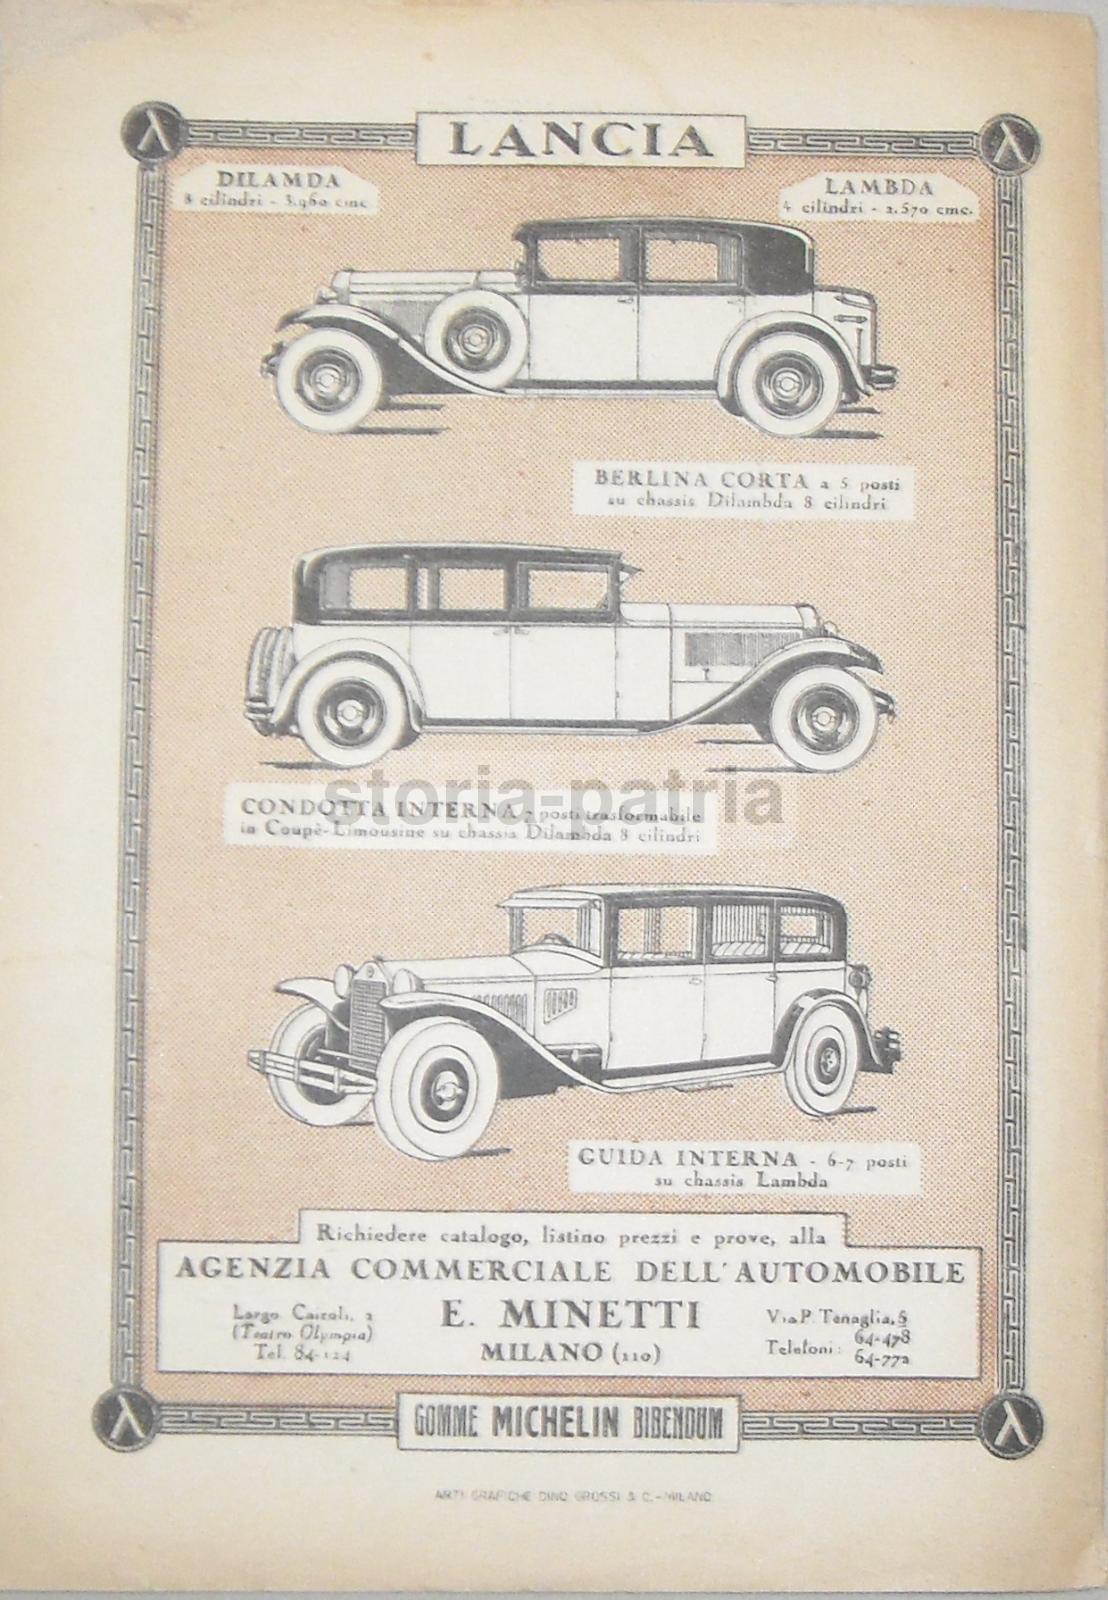 LANCIA
DILAMDA
8 cilindri - 3.960 cmc
LAMBDA
4 cilindri - 2.570 cmc.
BERLINA CORTA a 5 posti
su chassis Dilambda 8 cilindri
storia-patria
CONDOTTA INTERNA - 7 posti trasformabile
in Coupè-Limousine su chassis Dilambda 8 cilindri
GUIDA INTERNA - 6-7 posti
su chassis Lambda
Richiedere catalogo, listino prezzi e prove, alla
AGENZIA COMMERCIALE DELL'AUTOMOBILE
E. MINETTI
MILANO (110)
Largo Cairoli, 2
(Teatro Olympia)
Tel. 84-124
Via P. Tenaglia, 8
Telefoni: 64-478
64-772
GOMME MICHELIN BIBENDUM
ARTI GRAFICHE DINO GROSSI & C. - MILANO
λ
λ
λ
λ